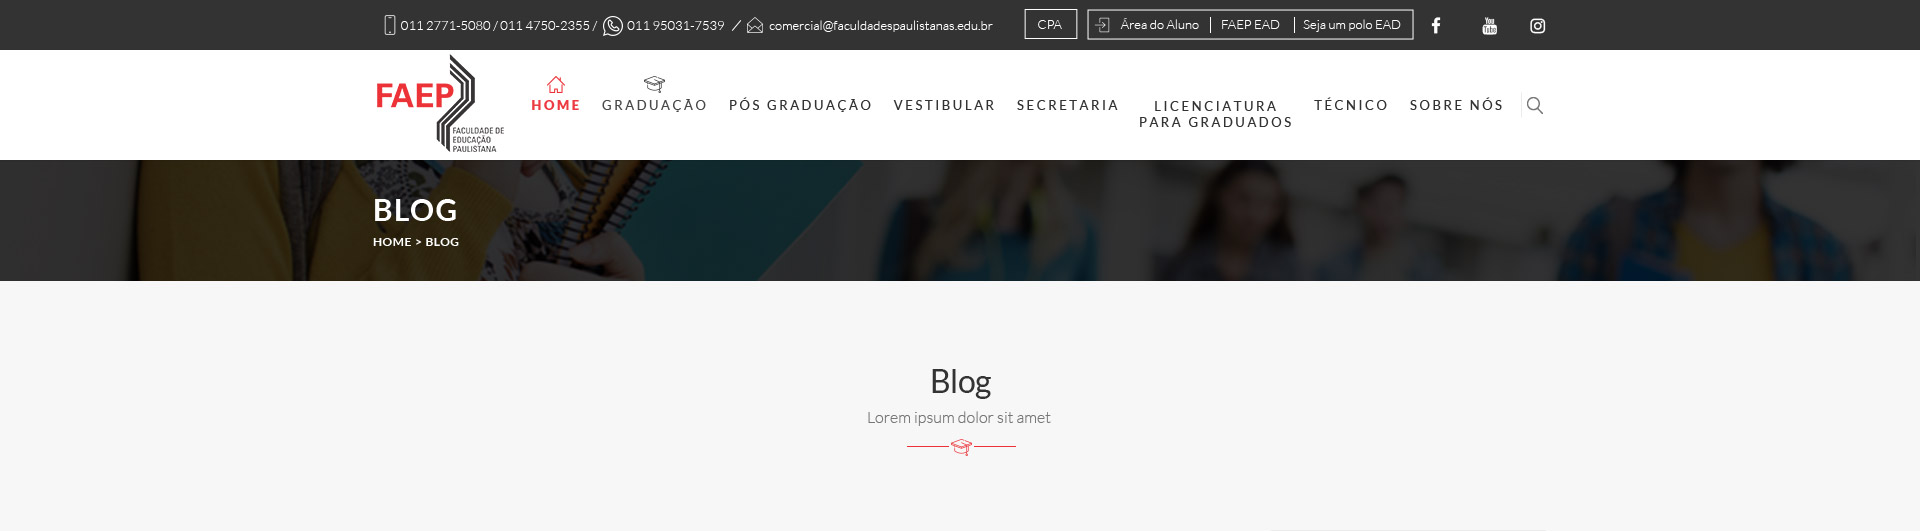 011 2771-5080 / 011 4750-2355 / 011 95031-7539 / comercial@faculdadespaulistanas.edu.br
CPA
Área do Aluno | FAEP EAD | Seja um polo EAD
You
Tube
FAEP
FACULDADE DE
EDUCAÇÃO
PAULISTANA
HOME
GRADUAÇÃO
PÓS GRADUAÇÃO
VESTIBULAR
SECRETARIA
LICENCIATURA
PARA GRADUADOS
TÉCNICO
SOBRE NÓS
BLOG
HOME > BLOG
Blog
Lorem ipsum dolor sit amet